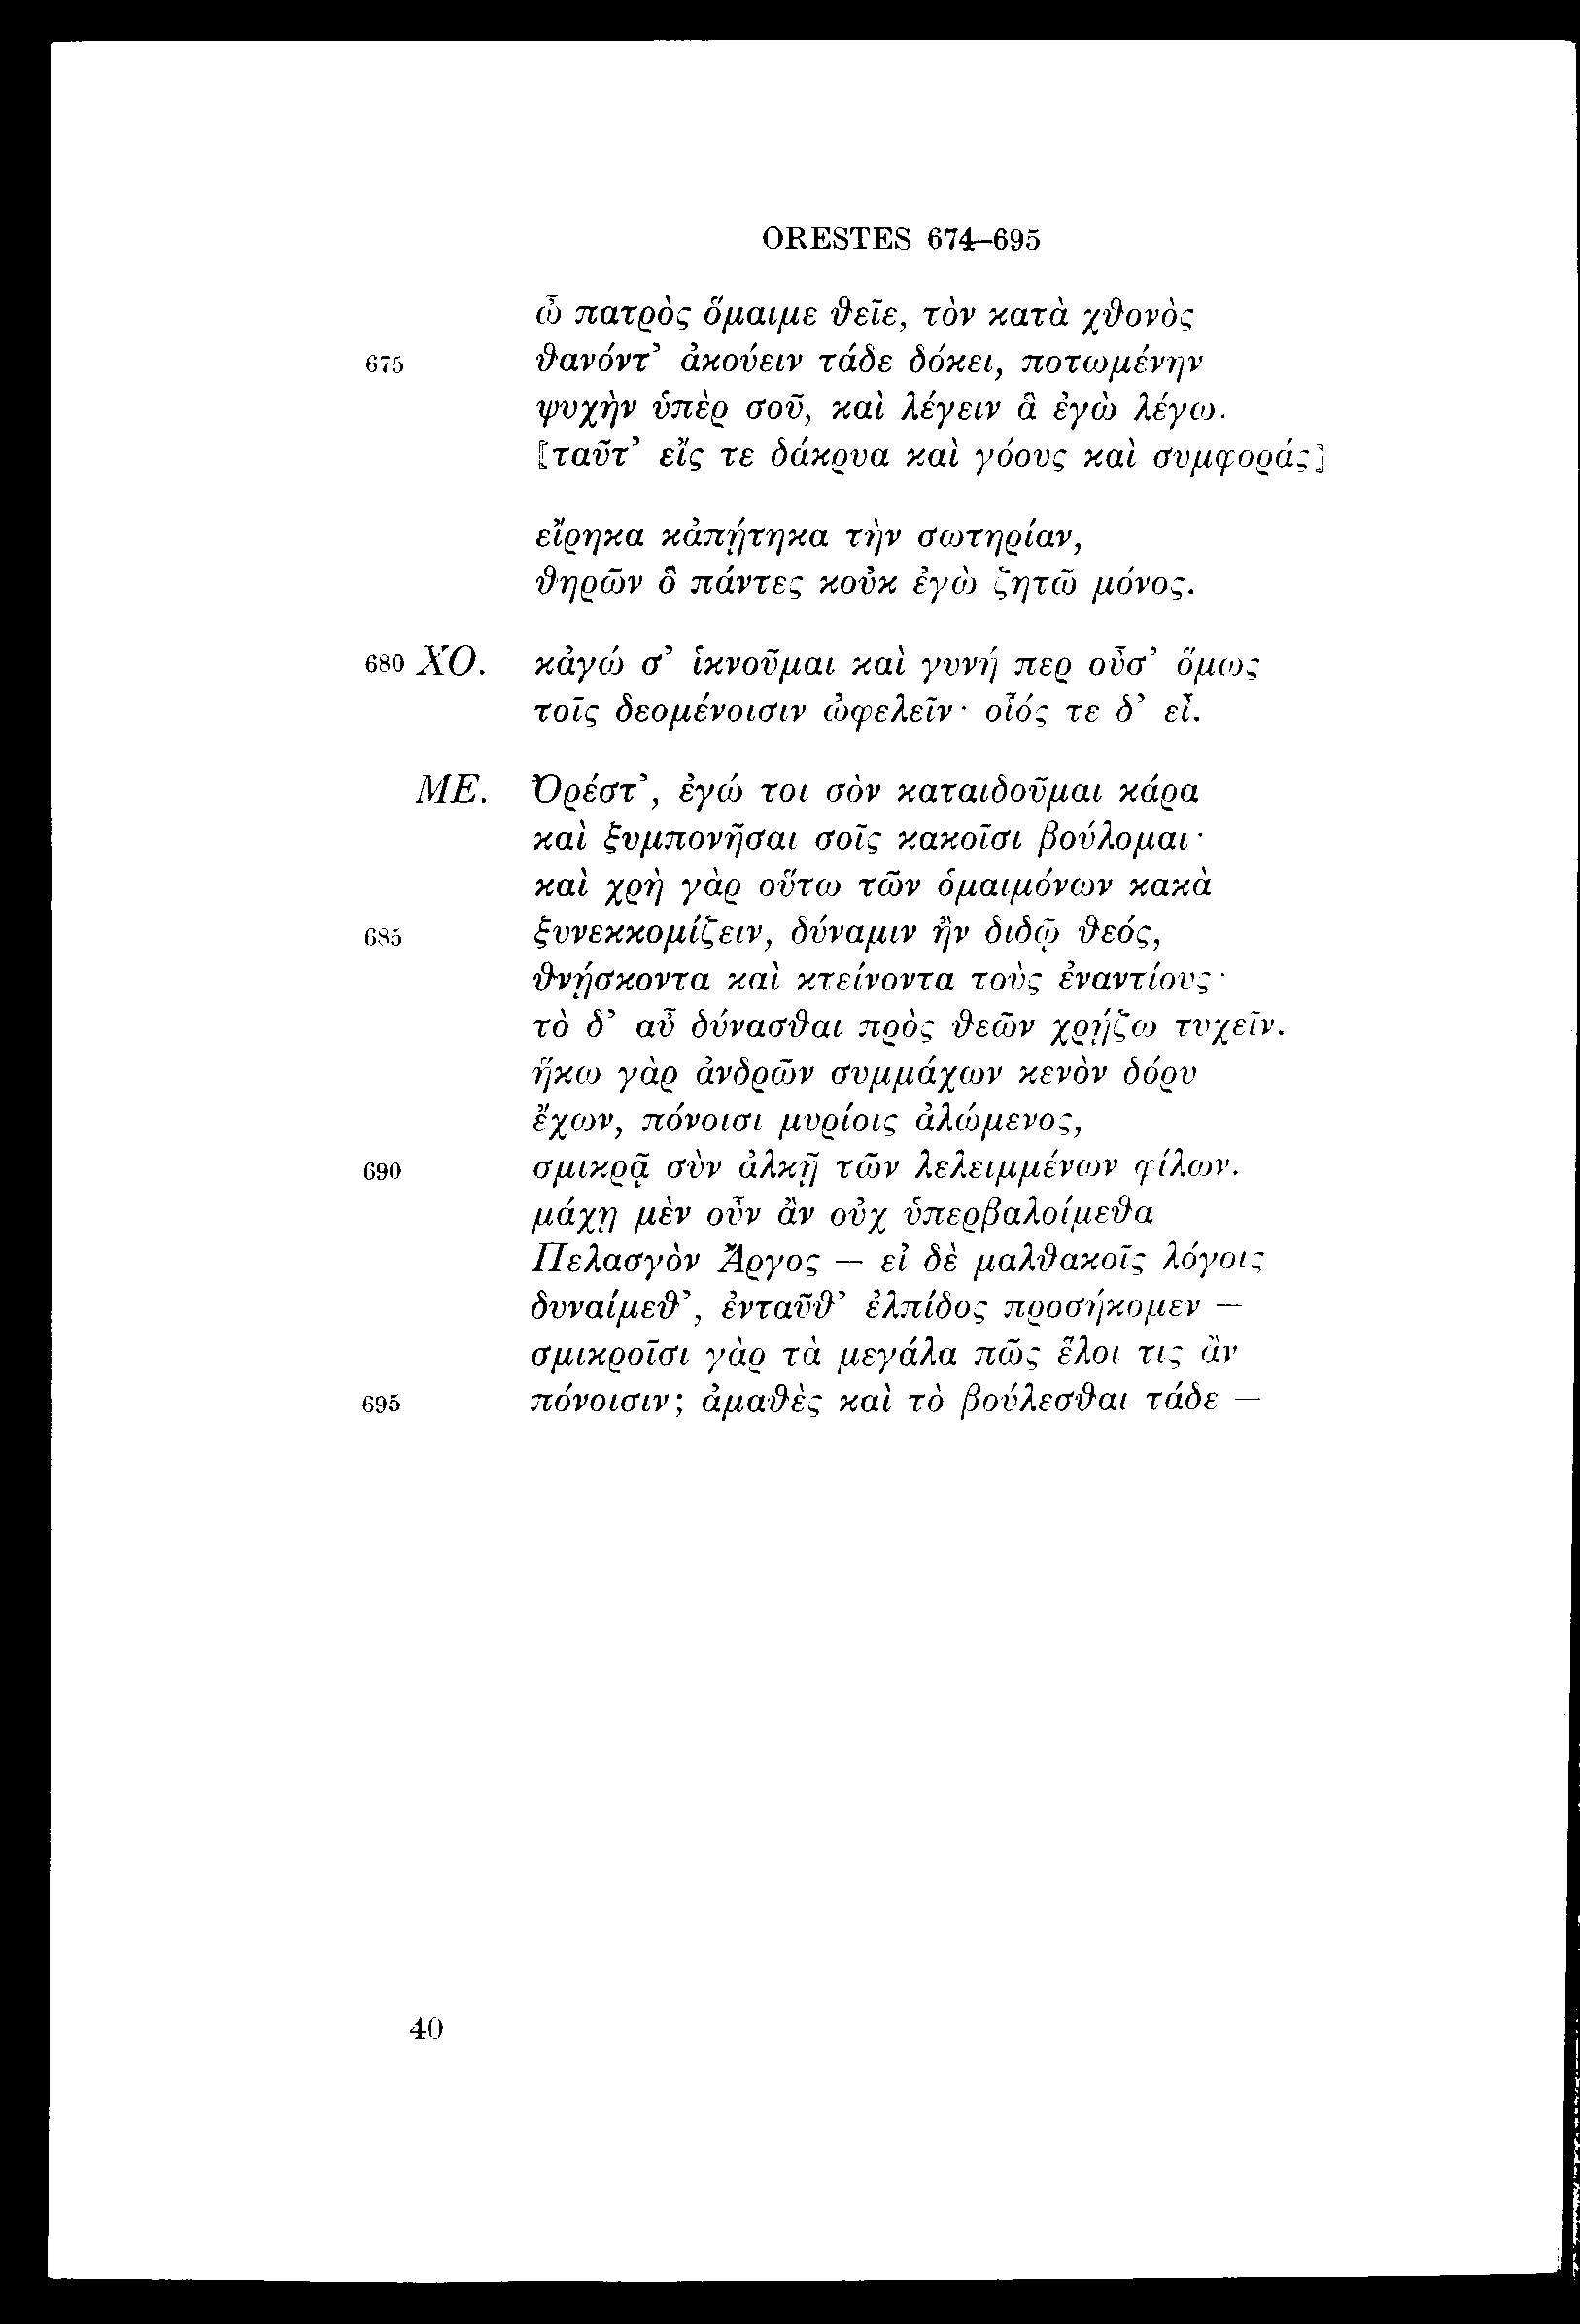 ORESTES 674–695
ὦ πατρὸς ὅμαιμε θεῖε, τὸν κατὰ χθονὸς
675 θανόντ’ ἀκούειν τάδε δόκει, ποτωμένην
ψυχὴν ὑπὲρ σοῦ, καὶ λέγειν ἃ ἐγὼ λέγω.
[ταῦτ’ εἴς τε δάκρυα καὶ γόους καὶ συμφοράς]
εἴρηκα κἀπῄτηκα τὴν σωτηρίαν,
θηρῶν ὃ πάντες κοὐκ ἐγὼ ζητῶ μόνος.
680 ΧΟ. κἀγώ σ’ ἱκνοῦμαι καὶ γυνή περ οὖσ’ ὅμως
τοῖς δεομένοισιν ὠφελεῖν· οἷός τε δ’ εἶ.
ΜΕ. Ὀρέστ’, ἐγώ τοι σὸν καταιδοῦμαι κάρα
καὶ ξυμπονῆσαι σοῖς κακοῖσι βούλομαι·
καὶ χρὴ γὰρ οὕτω τῶν ὁμαιμόνων κακὰ
685 ξυνεκκομίζειν, δύναμιν ἢν διδῷ θεός,
θνῄσκοντα καὶ κτείνοντα τοὺς ἐναντίους·
τὸ δ’ αὖ δύνασθαι πρὸς θεῶν χρῄζω τυχεῖν.
ἥκω γὰρ ἀνδρῶν συμμάχων κενὸν δόρυ
ἔχων, πόνοισι μυρίοις ἀλώμενος,
690 σμικρᾷ σὺν ἀλκῇ τῶν λελειμμένων φίλων.
μάχῃ μὲν οὖν ἂν οὐχ ὑπερβαλοίμεθα
Πελασγὸν Ἄργος – εἰ δὲ μαλθακοῖς λόγοις
δυναίμεθ’, ἐνταῦθ’ ἐλπίδος προσήκομεν –
σμικροῖσι γὰρ τὰ μεγάλα πῶς ἕλοι τις ἂν
695 πόνοισιν; ἀμαθὲς καὶ τὸ βούλεσθαι τάδε –
40